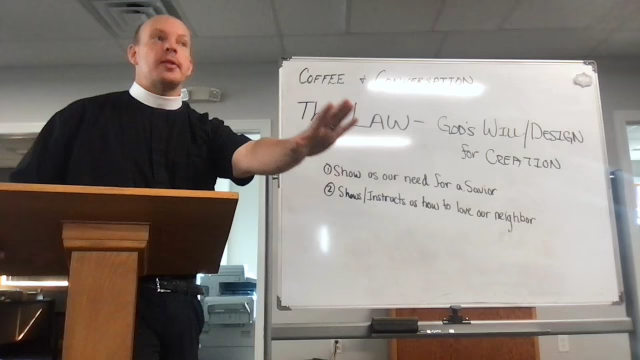 COFFEE & CONVERSATION
THE LAW - GOD'S WILL/DESIGN
for CREATION
① Show us our need for a Savior
② Shows/Instructs us how to love our neighbor